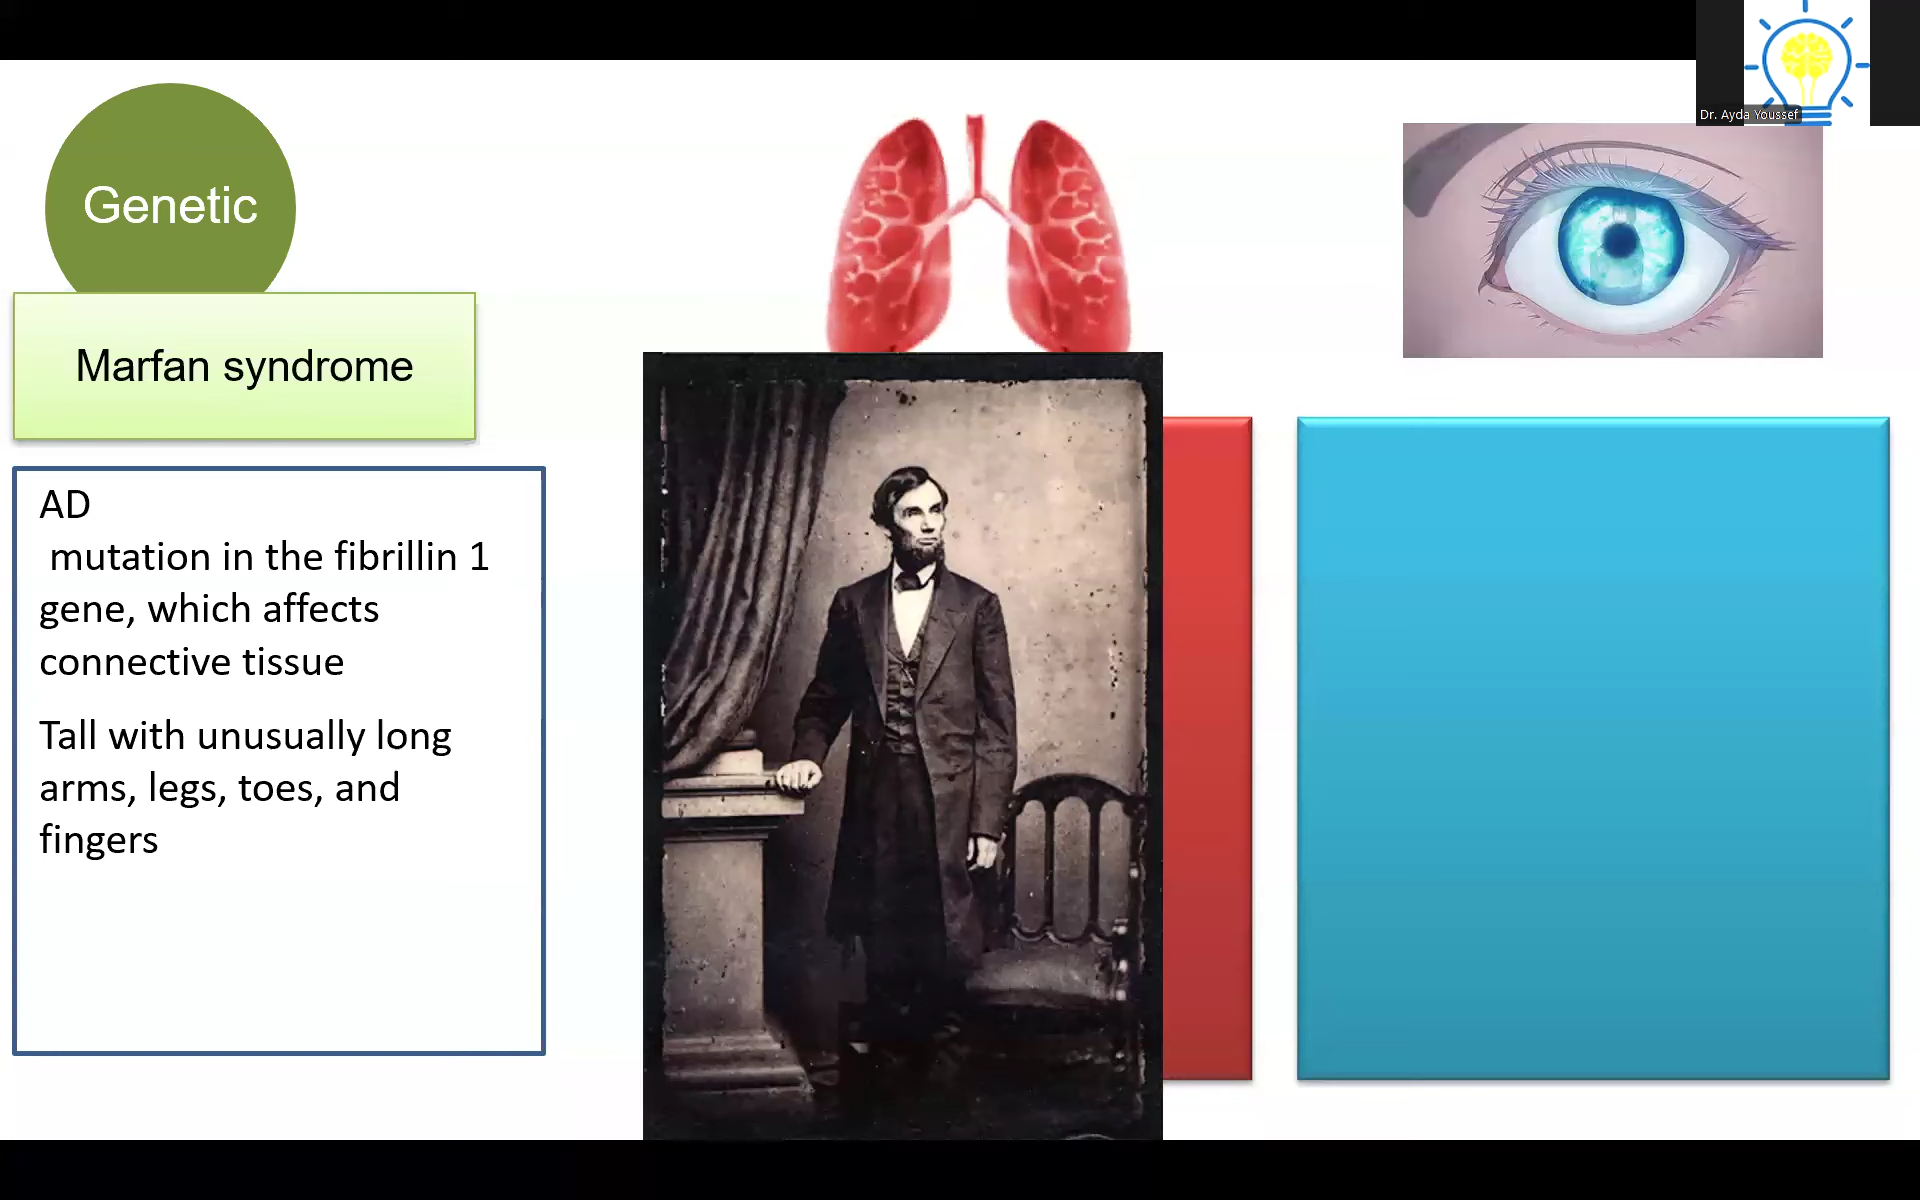 Dr. Ayda Youssef
Genetic
Marfan syndrome
AD
mutation in the fibrillin 1
gene, which affects
connective tissue
Tall with unusually long
arms, legs, toes, and
fingers